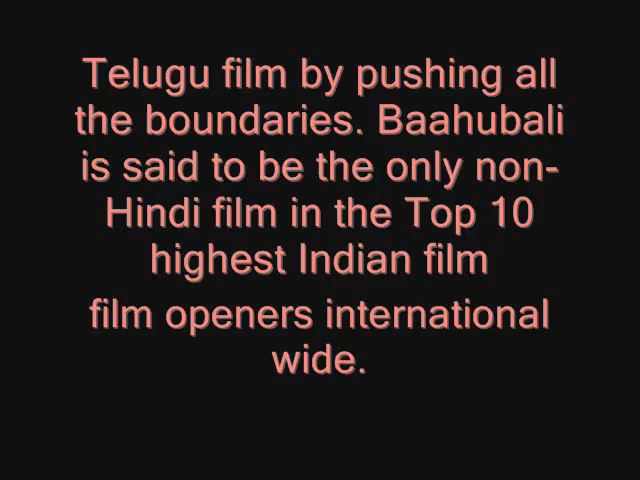 Telugu film by pushing all
the boundaries. Baahubali
is said to be the only non-
Hindi film in the Top 10
highest Indian film
film openers international
wide.